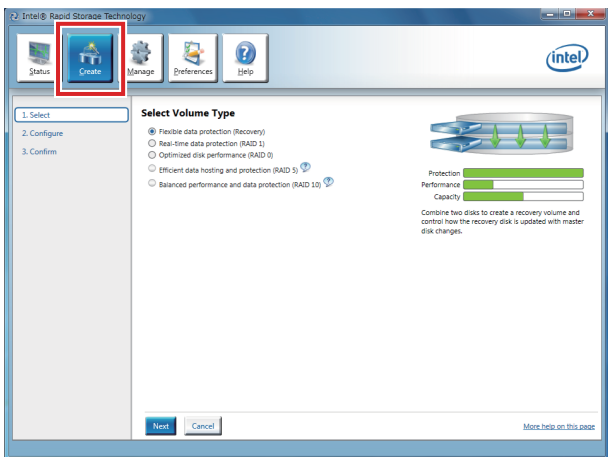 Intel® Rapid Storage Technology
Status
Create
Manage
Preferences
Help
intel
1. Select
2. Configure
3. Confirm
Select Volume Type
Flexible data protection (Recovery)
Real-time data protection (RAID 1)
Optimized disk performance (RAID 0)
Efficient data hosting and protection (RAID 5)
Balanced performance and data protection (RAID 10)
Protection
Performance
Capacity
Combine two disks to create a recovery volume and
control how the recovery disk is updated with master
disk changes.
Next
Cancel
More help on this page